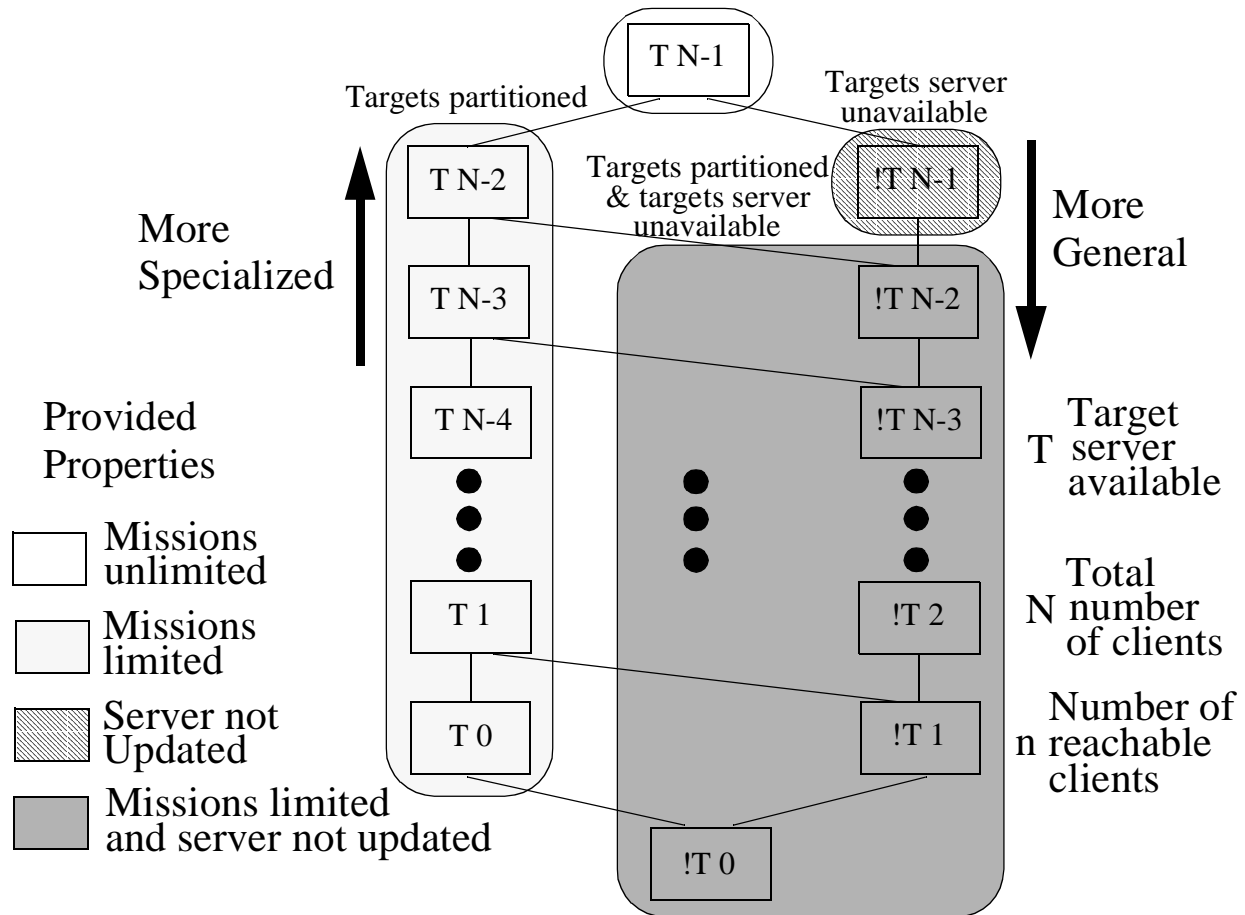 T N-1
Targets partitioned
Targets server
unavailable
T N-2
Targets partitioned
& targets server
unavailable
!T N-1
More
Specialized
More
General
T N-3
!T N-2
Provided
Properties
T N-4
!T N-3
T Target
server
available
Missions
unlimited
T 1
!T 2
N Total
number
of clients
Missions
limited
T 0
!T 1
n Number of
reachable
clients
Server not
Updated
Missions limited
and server not updated
!T 0